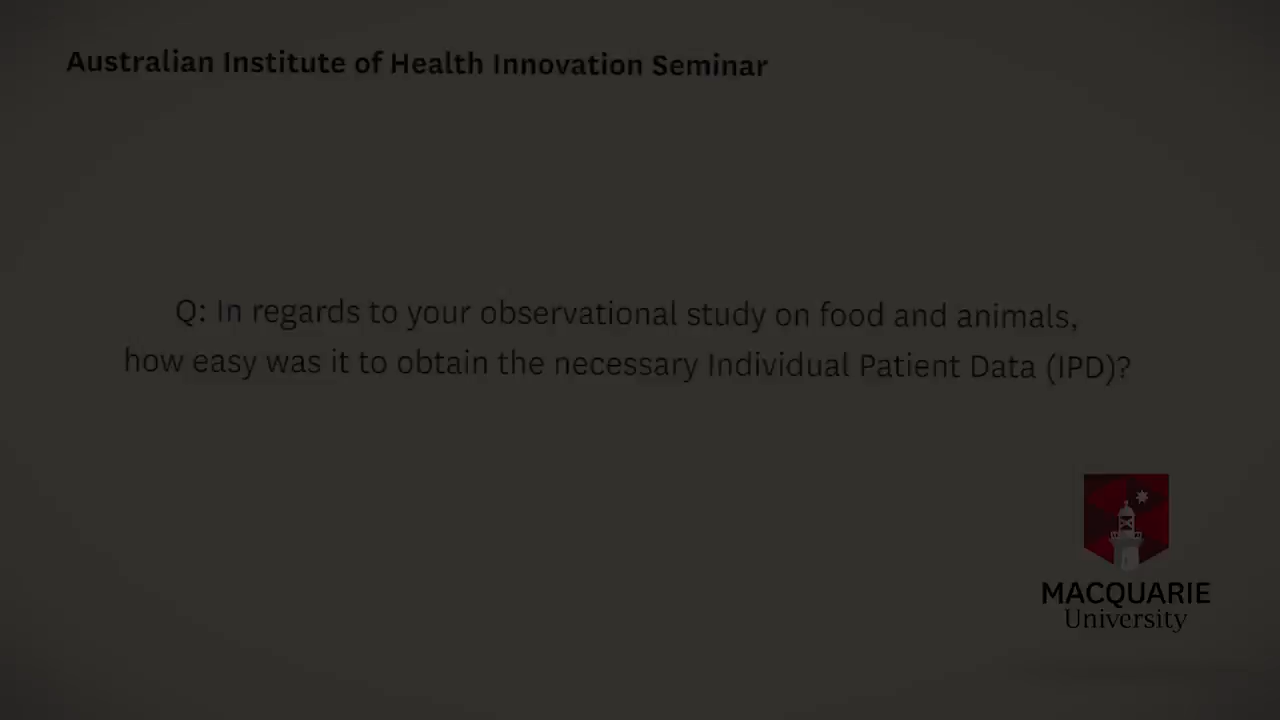 Australian Institute of Health Innovation Seminar
Q: In regards to your observational study on food and animals,
how easy was it to obtain the necessary Individual Patient Data (IPD)?
MACQUARIE
University